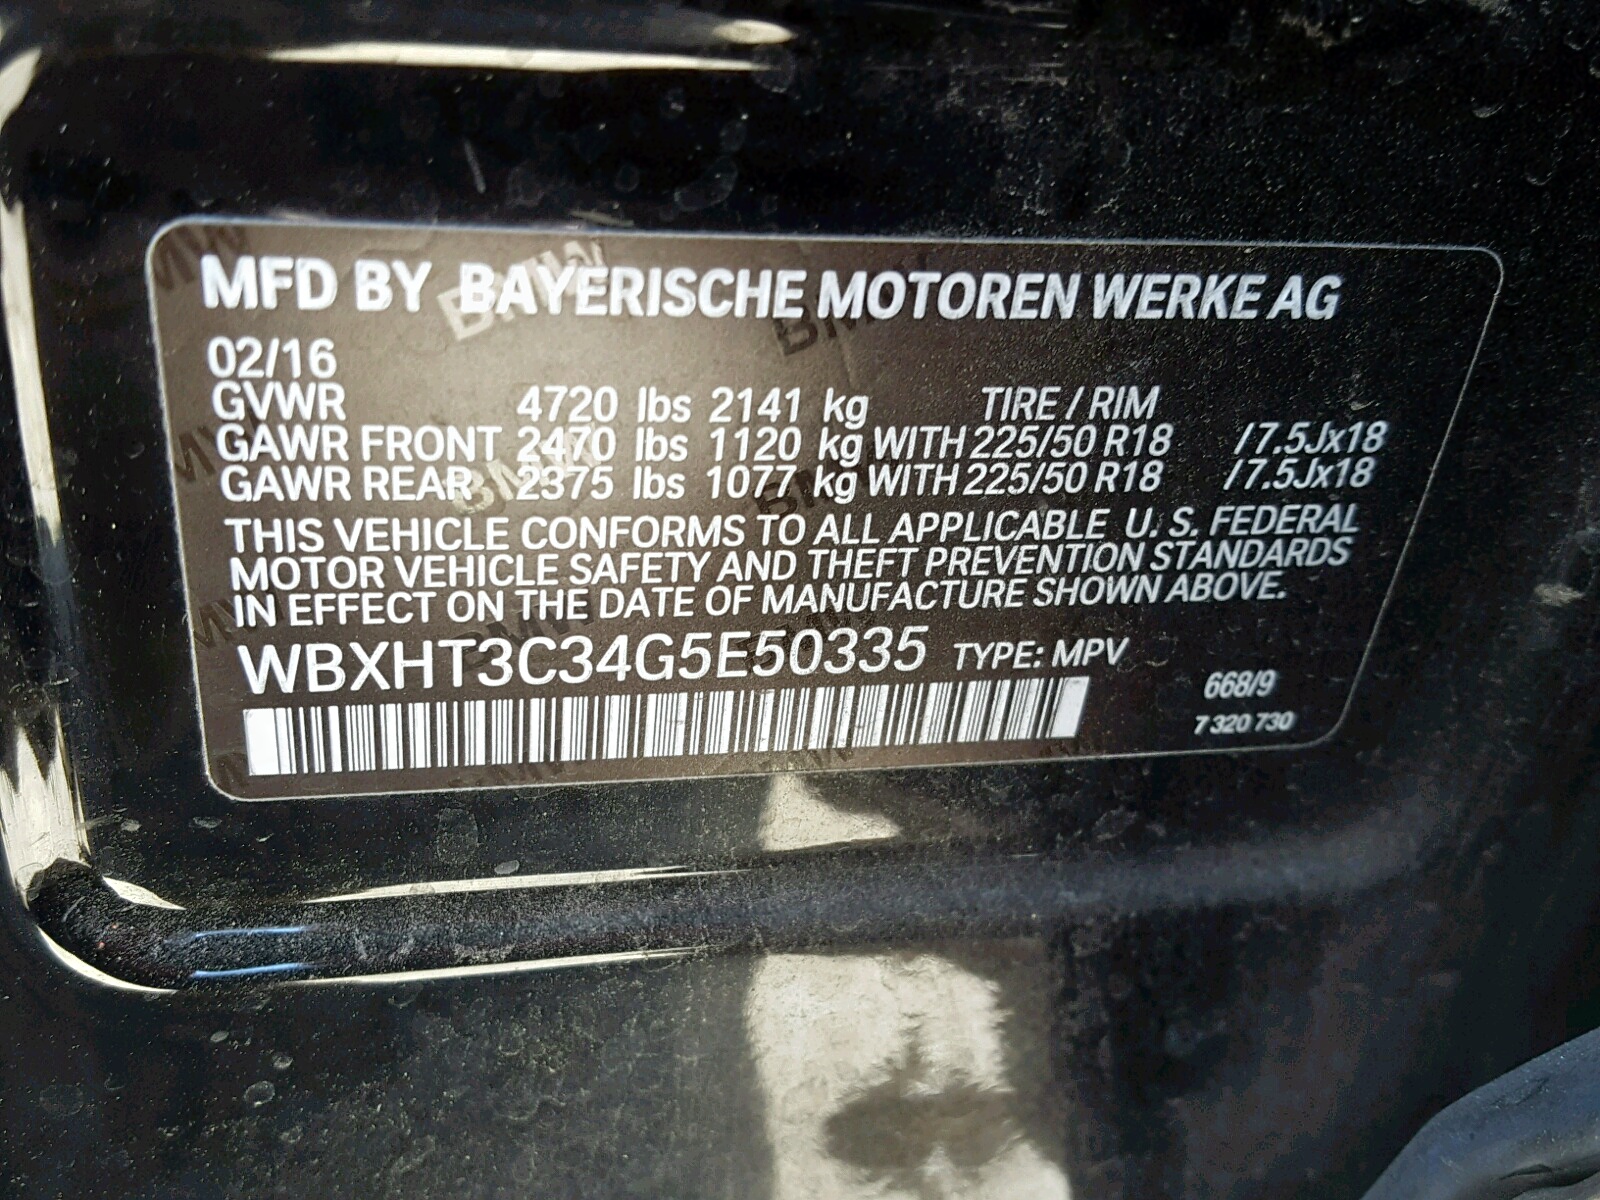 MFD BY BAYERISCHE MOTOREN WERKE AG
02/16
GVWR 4720 lbs 2141 kg TIRE / RIM
GAWR FRONT 2470 lbs 1120 kg WITH 225/50 R18 /7.5Jx18
GAWR REAR 2375 lbs 1077 kg WITH 225/50 R18 /7.5Jx18
THIS VEHICLE CONFORMS TO ALL APPLICABLE U. S. FEDERAL
MOTOR VEHICLE SAFETY AND THEFT PREVENTION STANDARDS
IN EFFECT ON THE DATE OF MANUFACTURE SHOWN ABOVE.
WBXHT3C34G5E50335 TYPE: MPV
668/9
7 320 730